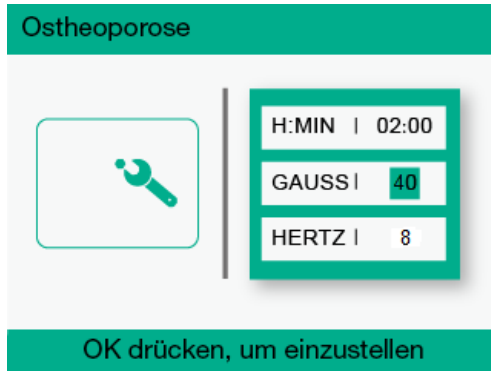 Ostheoporose
H:MIN | 02:00
GAUSS | 40
HERTZ | 8
OK drücken, um einzustellen